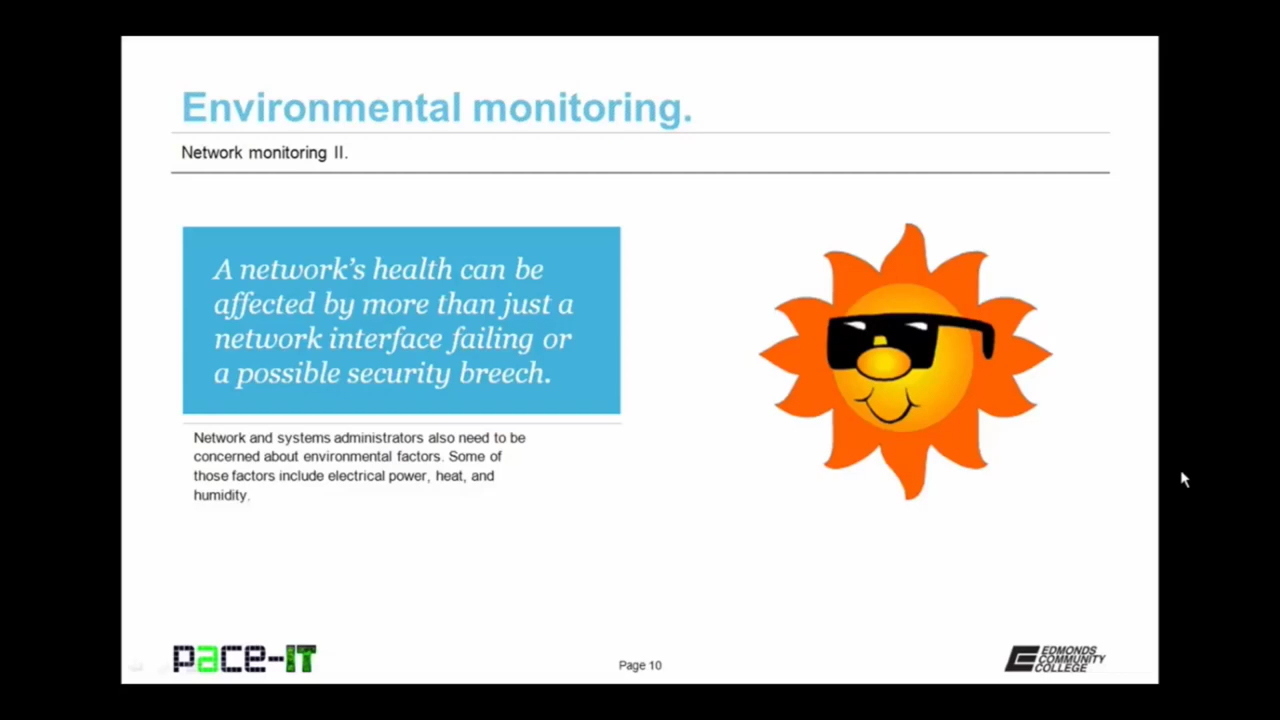 Environmental monitoring.
Network monitoring II.
A network's health can be
affected by more than just a
network interface failing or
a possible security breech.
Network and systems administrators also need to be
concerned about environmental factors. Some of
those factors include electrical power, heat, and
humidity.
pace-IT
Page 10
EDMONDS
COMMUNITY
COLLEGE